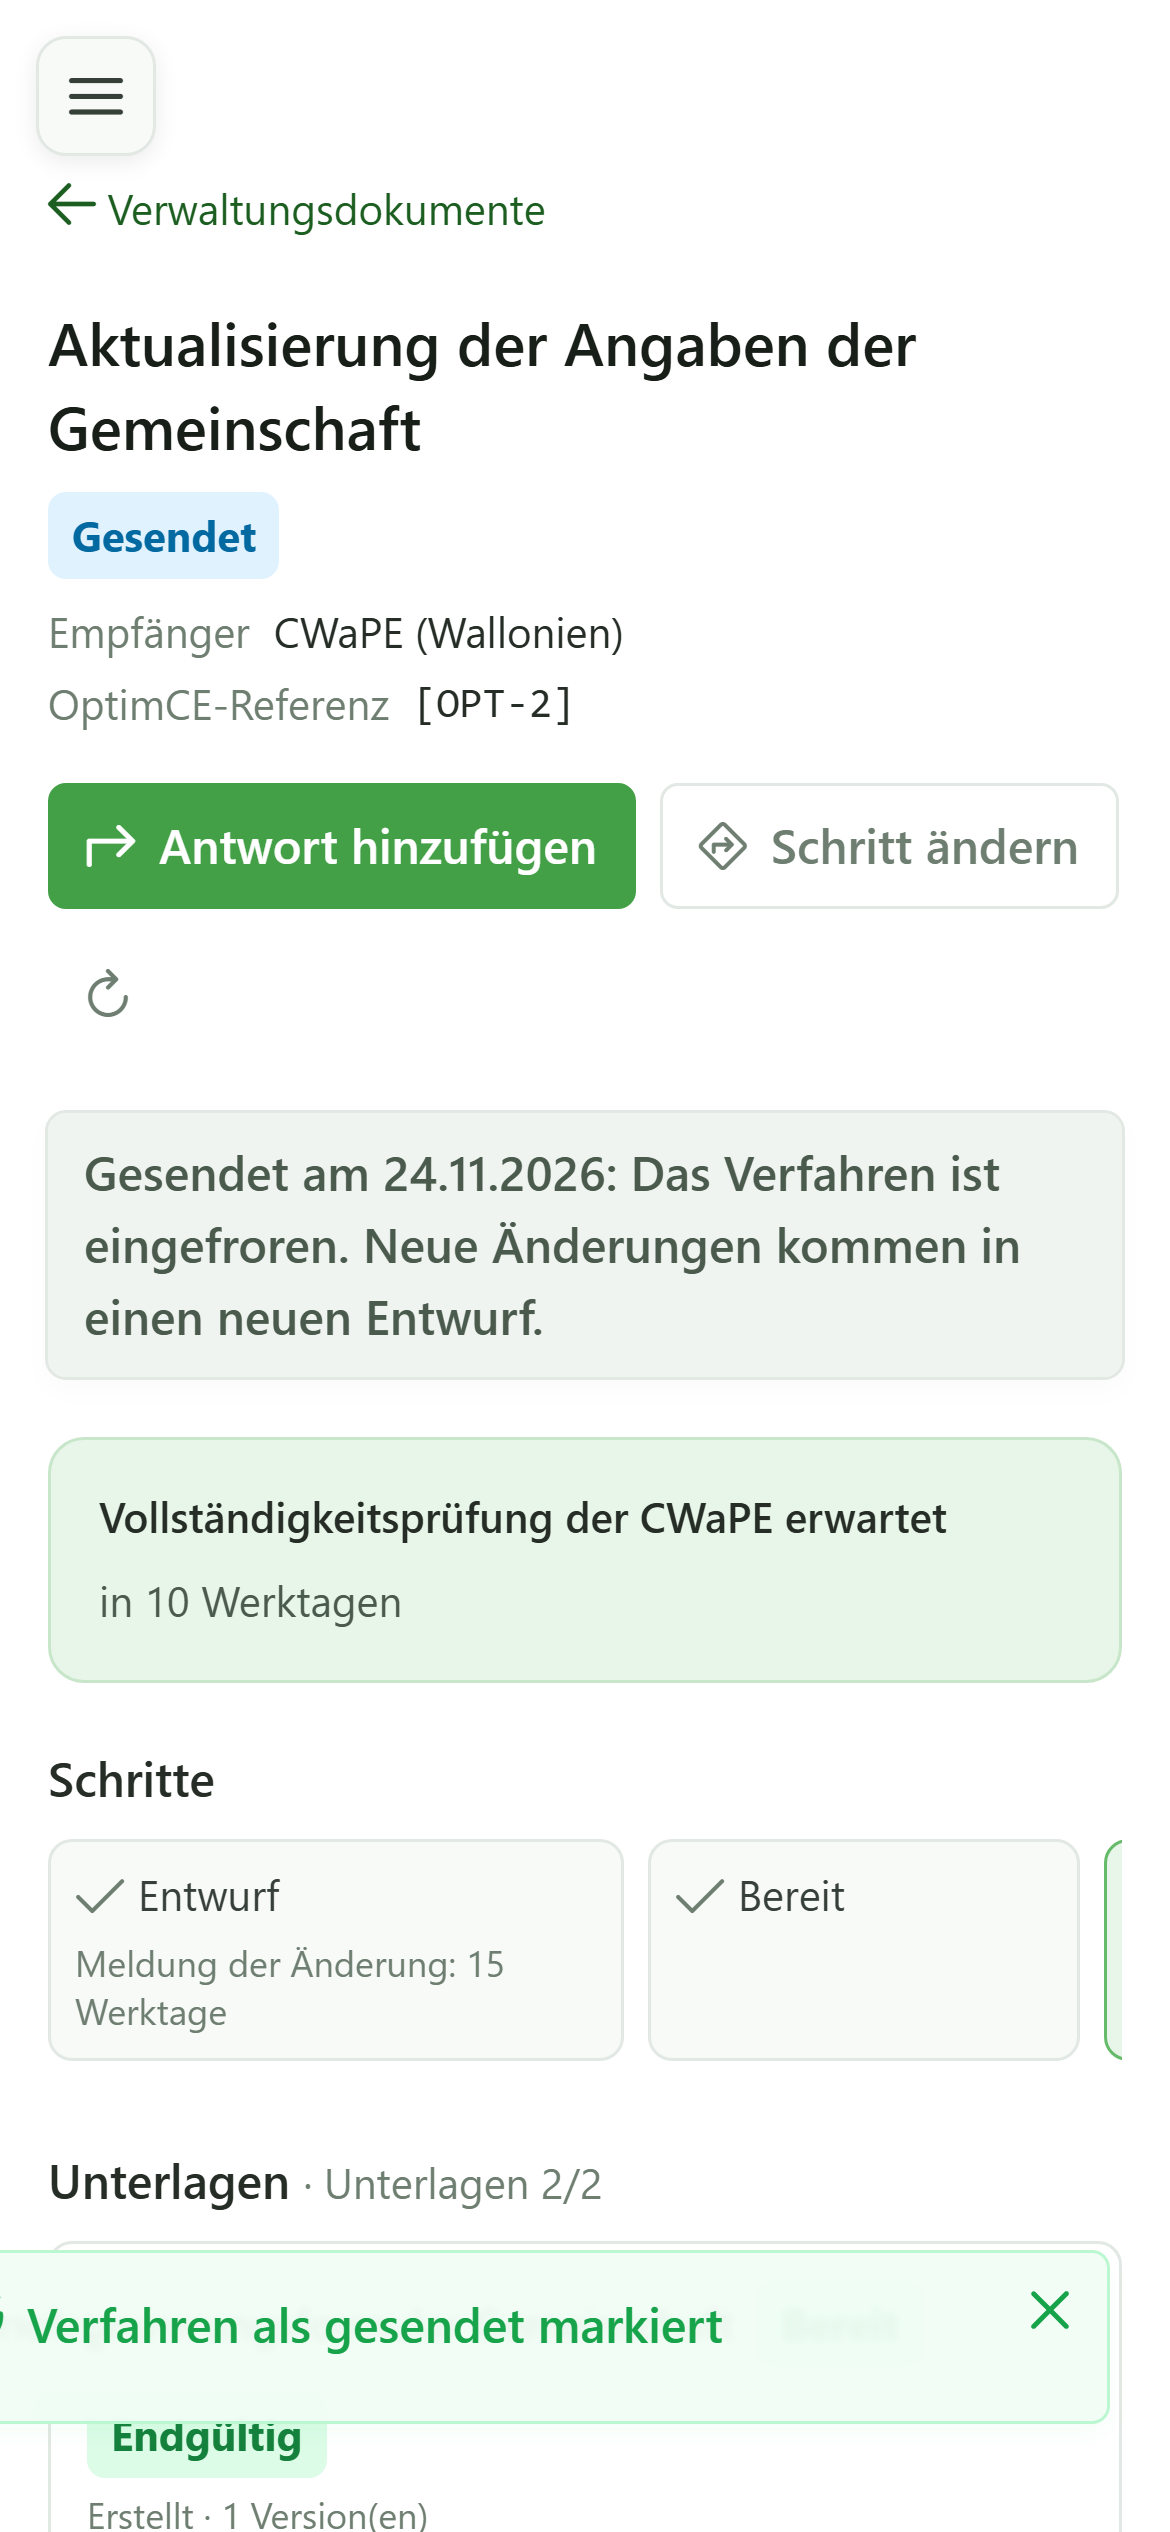 Verwaltungsdokumente
Aktualisierung der Angaben der
Gemeinschaft
Gesendet
Empfänger CWaPE (Wallonien)
OptimCE-Referenz [OPT-2]
Antwort hinzufügen
Schritt ändern
Gesendet am 24.11.2026: Das Verfahren ist
eingefroren. Neue Änderungen kommen in
einen neuen Entwurf.
Vollständigkeitsprüfung der CWaPE erwartet
in 10 Werktagen
Schritte
Entwurf
Meldung der Änderung: 15
Werktage
Bereit
Unterlagen · Unterlagen 2/2
Verfahren als gesendet markiert
Endgültig
Erstellt · 1 Version(en)